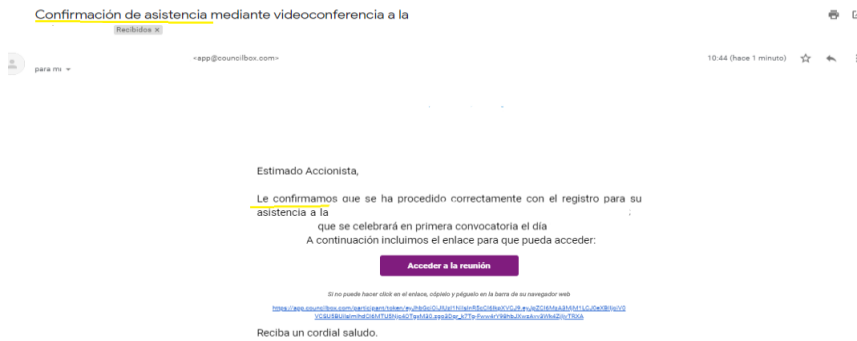 Confirmación de asistencia mediante videoconferencia a la
Recibidos x
<app@councilbox.com>
10:44 (hace 1 minuto)
para mí
Estimado Accionista,
Le confirmamos que se ha procedido correctamente con el registro para su
asistencia a la
que se celebrará en primera convocatoria el día
A continuación incluimos el enlace para que pueda acceder:
Acceder a la reunión
Si no puede hacer click en el enlace, cópielo y péguelo en la barra de su navegador web
Reciba un cordial saludo.